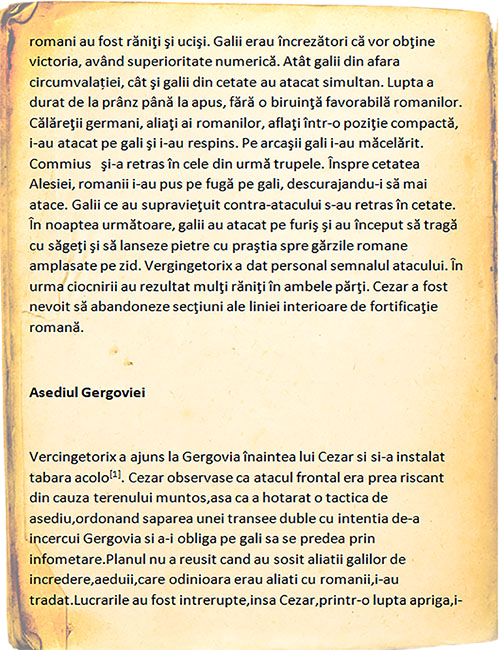 romani au fost răniţi şi ucişi. Galii erau încrezători că vor obţine
victoria, având superioritate numerică. Atât galii din afara
circumvalației, cât şi galii din cetate au atacat simultan. Lupta a
durat de la prânz până la apus, fără o biruinţă favorabilă romanilor.
Călăreţii germani, aliaţi ai romanilor, aflaţi într-o poziţie compactă,
i-au atacat pe gali şi i-au respins. Pe arcaşii gali i-au măcelărit.
Commius şi-a retras în cele din urmă trupele. Înspre cetatea
Alesiei, romanii i-au pus pe fugă pe gali, descurajandu-i să mai
atace. Galii ce au supravieţuit contra-atacului s-au retras în cetate.
În noaptea următoare, galii au atacat pe furiş şi au început să tragă
cu săgeţi şi să lanseze pietre cu praştia spre gărzile romane
amplasate pe zid. Vergingetorix a dat personal semnalul atacului. În
urma ciocnirii au rezultat mulţi răniţi în ambele părţi. Cezar a fost
nevoit să abandoneze secţiuni ale liniei interioare de fortificaţie
romană.
Asediul Gergoviei
Vercingetorix a ajuns la Gergovia înaintea lui Cezar si si-a instalat
tabara acolo[1]. Cezar observase ca atacul frontal era prea riscant
din cauza terenului muntos,asa ca a hotarat o tactica de
asediu,ordonand saparea unei transee duble cu intentia de-a
incercui Gergovia si a-i obliga pe gali sa se predea prin
infometare.Planul nu a reusit cand au sosit aliatii galilor de
incredere,aeduii,care odinioara erau aliati cu romanii,i-au
tradat.Lucrarile au fost intrerupte,insa Cezar,printr-o lupta apriga,i-